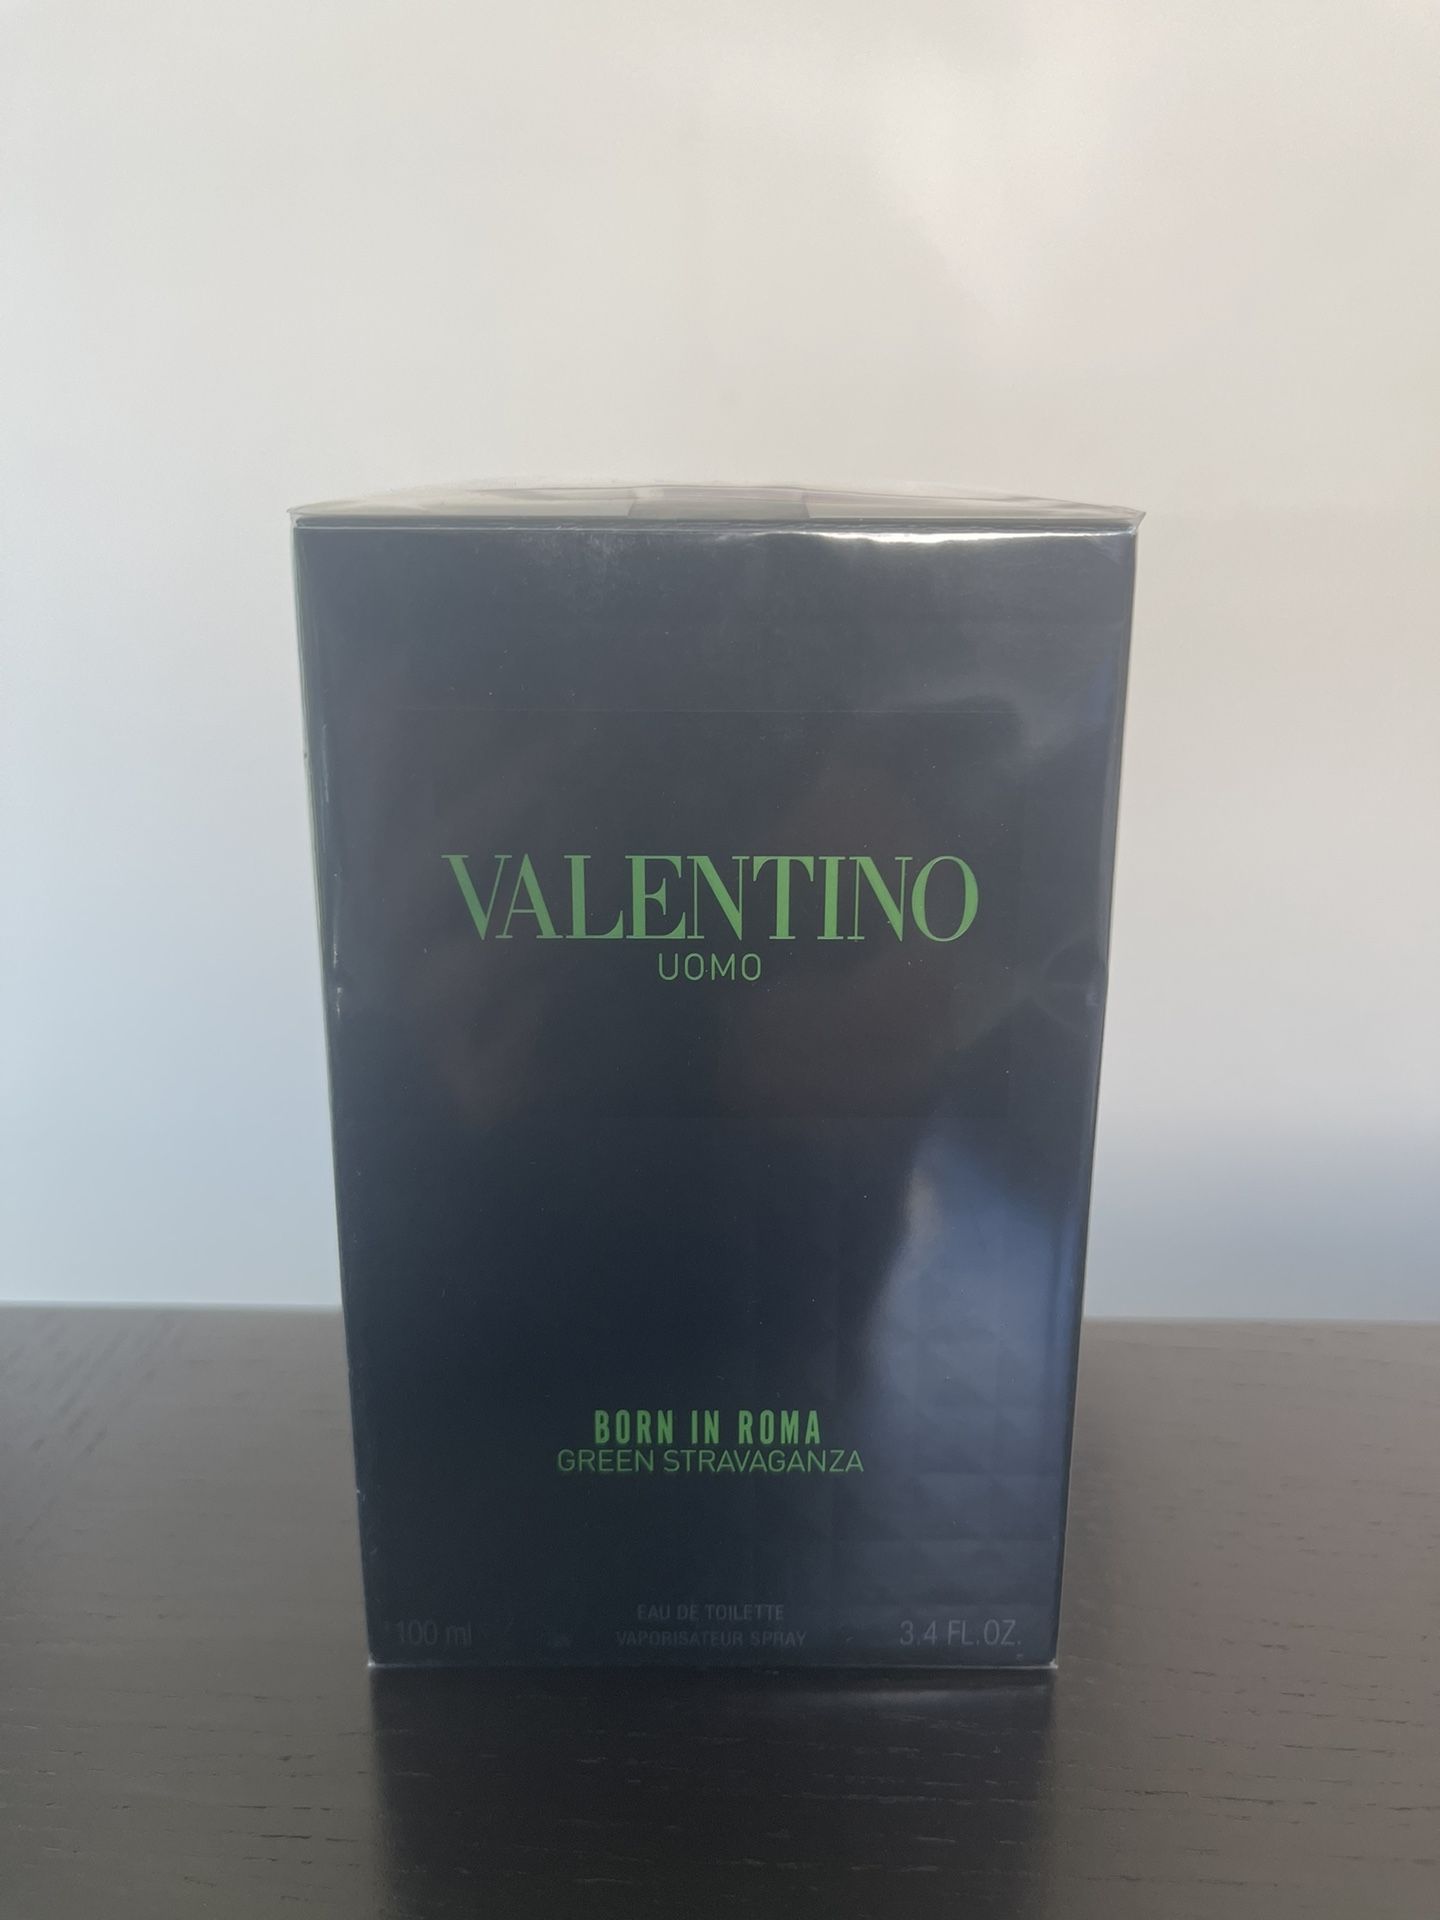 VALENTINO
UOMO
BORN IN ROMA
GREEN STRAVAGANZA
EAU DE TOILETTE
100 ml VAPORISATEUR SPRAY 3.4 FL.OZ.